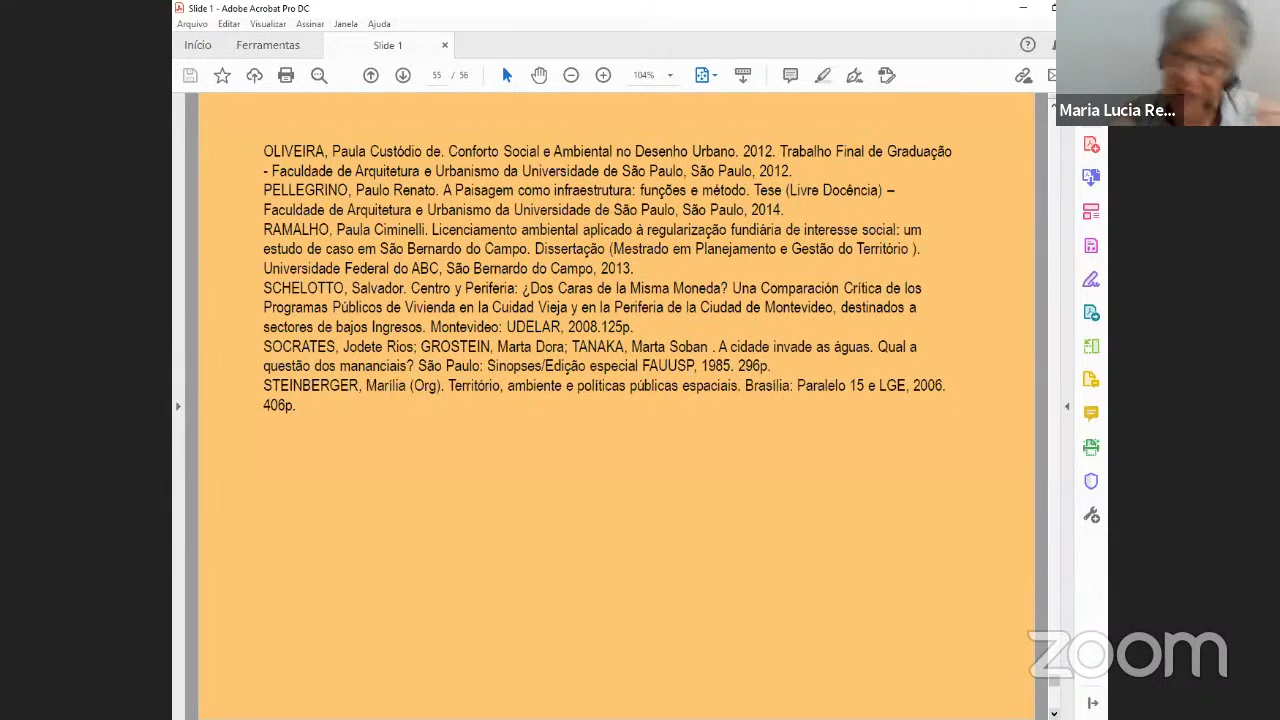 Slide 1 - Adobe Acrobat Pro DC
Arquivo Editar Visualizar Assinar Janela Ajuda
Início Ferramentas Slide 1
55 / 56 104%
Maria Lucia Re...
OLIVEIRA, Paula Custódio de. Conforto Social e Ambiental no Desenho Urbano. 2012. Trabalho Final de Graduação
- Faculdade de Arquitetura e Urbanismo da Universidade de São Paulo, São Paulo, 2012.
PELLEGRINO, Paulo Renato. A Paisagem como infraestrutura: funções e método. Tese (Livre Docência) –
Faculdade de Arquitetura e Urbanismo da Universidade de São Paulo, São Paulo, 2014.
RAMALHO, Paula Ciminelli. Licenciamento ambiental aplicado à regularização fundiária de interesse social: um
estudo de caso em São Bernardo do Campo. Dissertação (Mestrado em Planejamento e Gestão do Território ).
Universidade Federal do ABC, São Bernardo do Campo, 2013.
SCHELOTTO, Salvador. Centro y Periferia: ¿Dos Caras de la Misma Moneda? Una Comparación Crítica de los
Programas Públicos de Vivienda en la Cuidad Vieja y en la Periferia de la Ciudad de Montevideo, destinados a
sectores de bajos Ingresos. Montevideo: UDELAR, 2008.125p.
SOCRATES, Jodete Rios; GROSTEIN, Marta Dora; TANAKA, Marta Soban . A cidade invade as águas. Qual a
questão dos mananciais? São Paulo: Sinopses/Edição especial FAUUSP, 1985. 296p.
STEINBERGER, Marília (Org). Território, ambiente e políticas públicas espaciais. Brasília: Paralelo 15 e LGE, 2006.
406p.
zoom